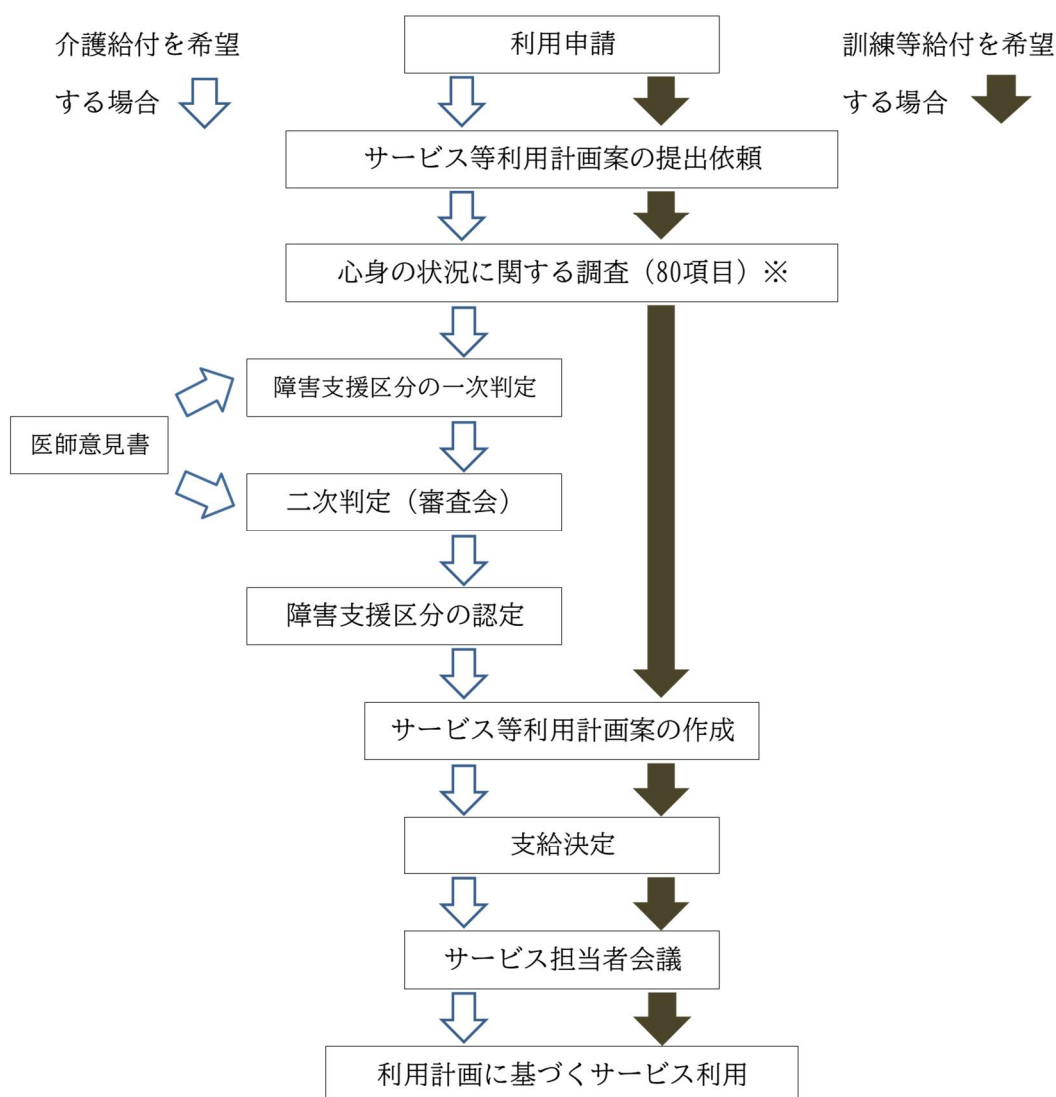 介護給付を希望
する場合
利用申請
訓練等給付を希望
する場合
サービス等利用計画案の提出依頼
心身の状況に関する調査（80項目）※
障害支援区分の一次判定
医師意見書
二次判定（審査会）
障害支援区分の認定
サービス等利用計画案の作成
支給決定
サービス担当者会議
利用計画に基づくサービス利用